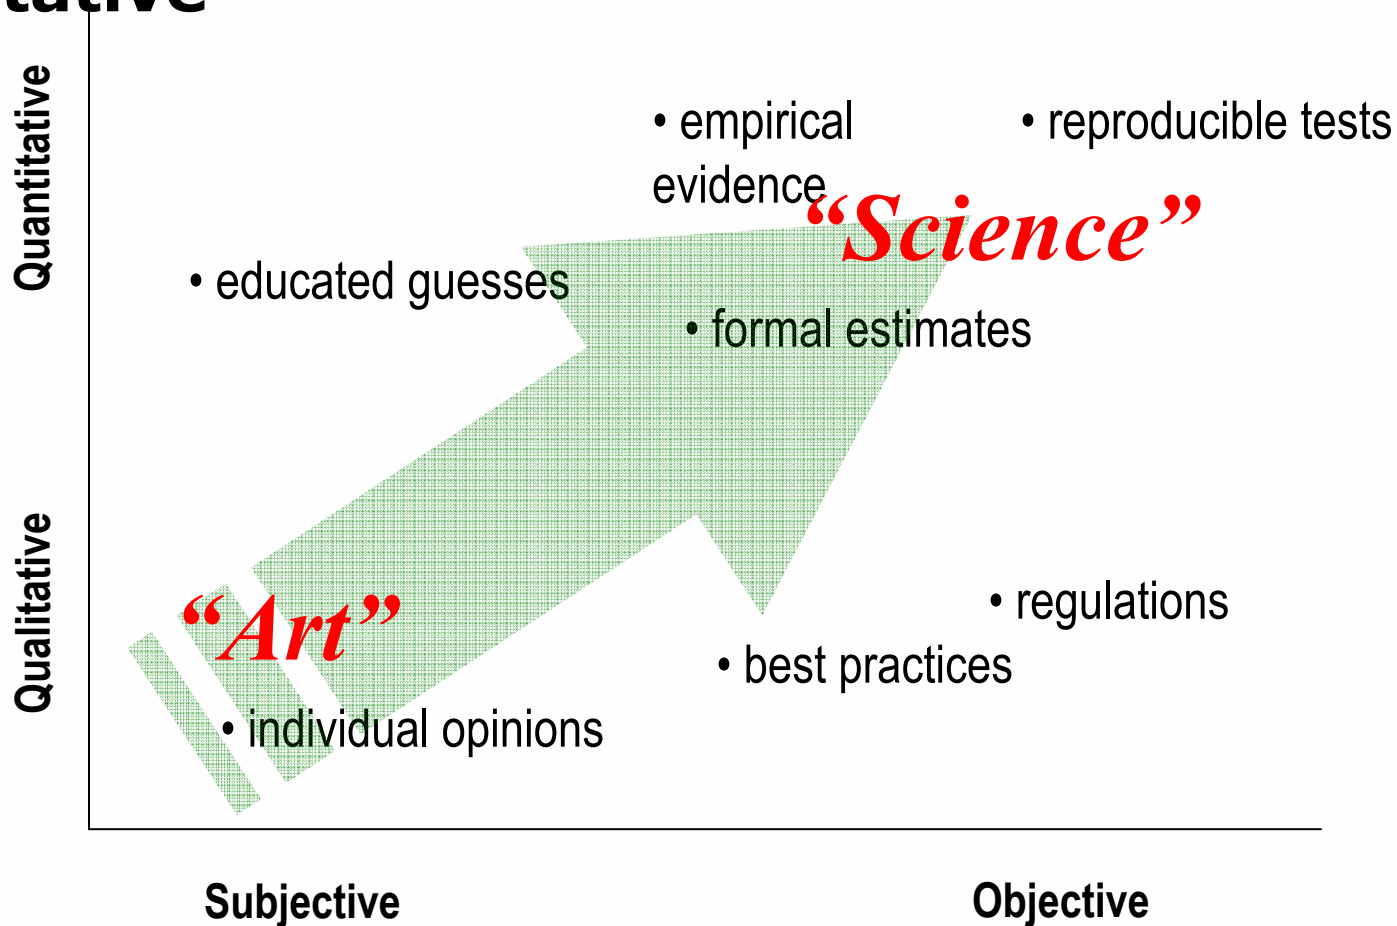 tative
Quantitative
• empirical
evidence
• reproducible tests
“Science”
• educated guesses
• formal estimates
Qualitative
“Art”
• regulations
• best practices
• individual opinions
Subjective
Objective